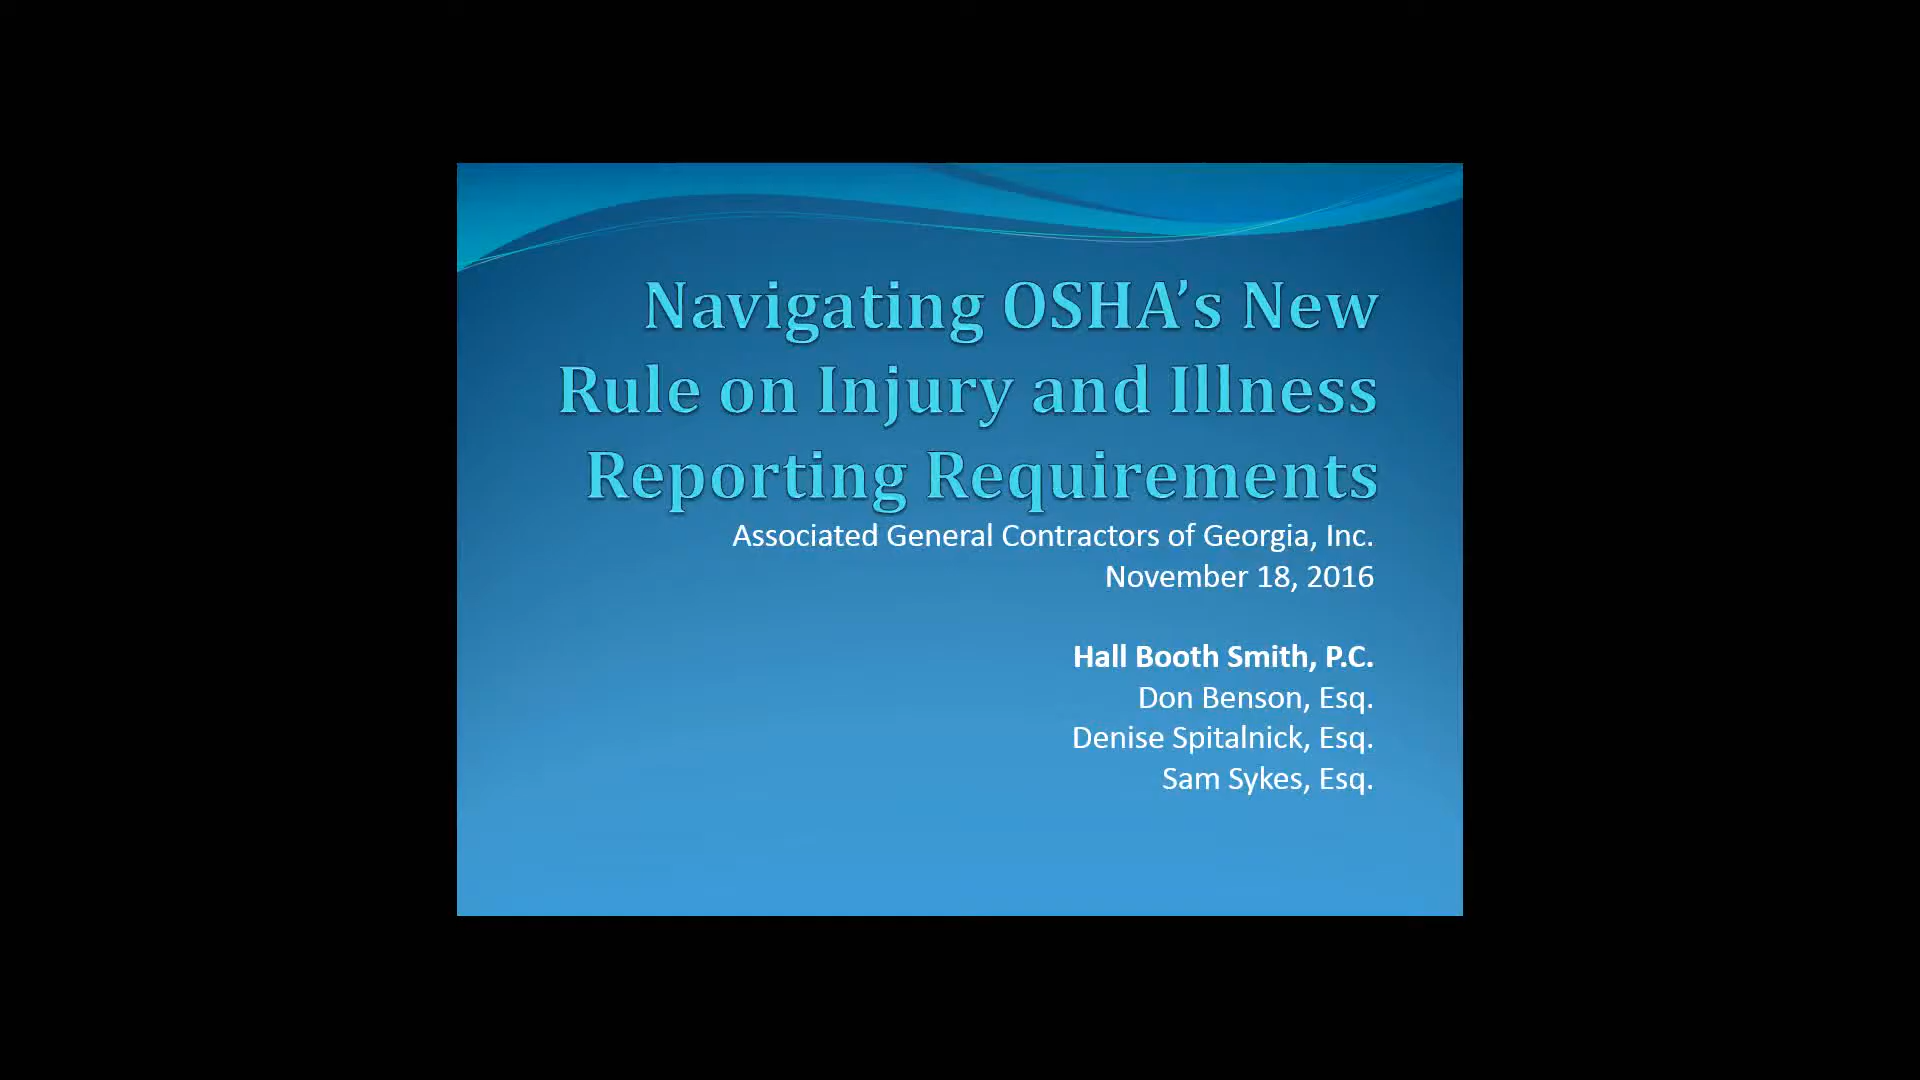 Navigating OSHA’s New
Rule on Injury and Illness
Reporting Requirements
Associated General Contractors of Georgia, Inc.
November 18, 2016
Hall Booth Smith, P.C.
Don Benson, Esq.
Denise Spitalnick, Esq.
Sam Sykes, Esq.